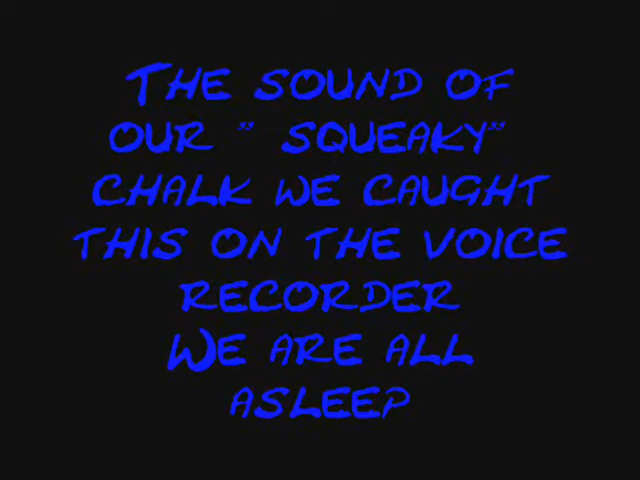 The sound of
our " squeaky"
chalk we caught
this on the voice
recorder
We are all
asleep